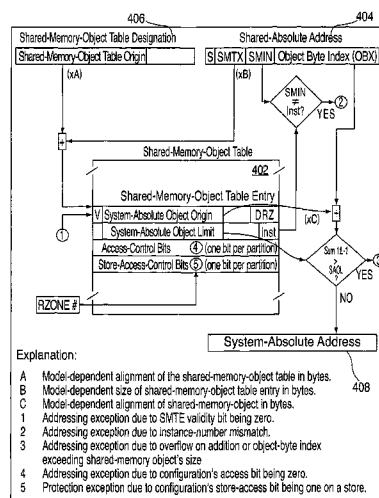 406
404
Shared-Memory-Object Table Designation
Shared-Absolute Address
Shared-Memory-Object Table Origin
S SMTX SMIN Object Byte Index (OBX)
(xA)
(xB)
SMIN
≠
Inst?
2
YES
+
Shared-Memory-Object Table
402
Shared-Memory-Object Table Entry
V System-Absolute Object Origin DRZ
(xC)
+
1
System-Absolute Object Limit Inst
Access-Control Bits 4 (one bit per partition)
Store-Access-Control Bits 5 (one bit per partition)
>
SAOL
?
YES
NO
RZONE #
System-Absolute Address
408
Explanation:
A Model-dependent alignment of the shared-memory-object table in bytes.
B Model-dependent size of shared-memory-object table entry in bytes.
C Model-dependent alignment of shared-memory-object in bytes.
1 Addressing exception due to SMTE validity bit being zero.
2 Addressing exception due to instance-number mismatch.
3 Addressing exception due to overflow on addition or object-byte index
exceeding shared-memory object's size
4 Addressing exception due to configuration's access bit being zero.
5 Protection exception due to configuration's store-access bit being one on a store.